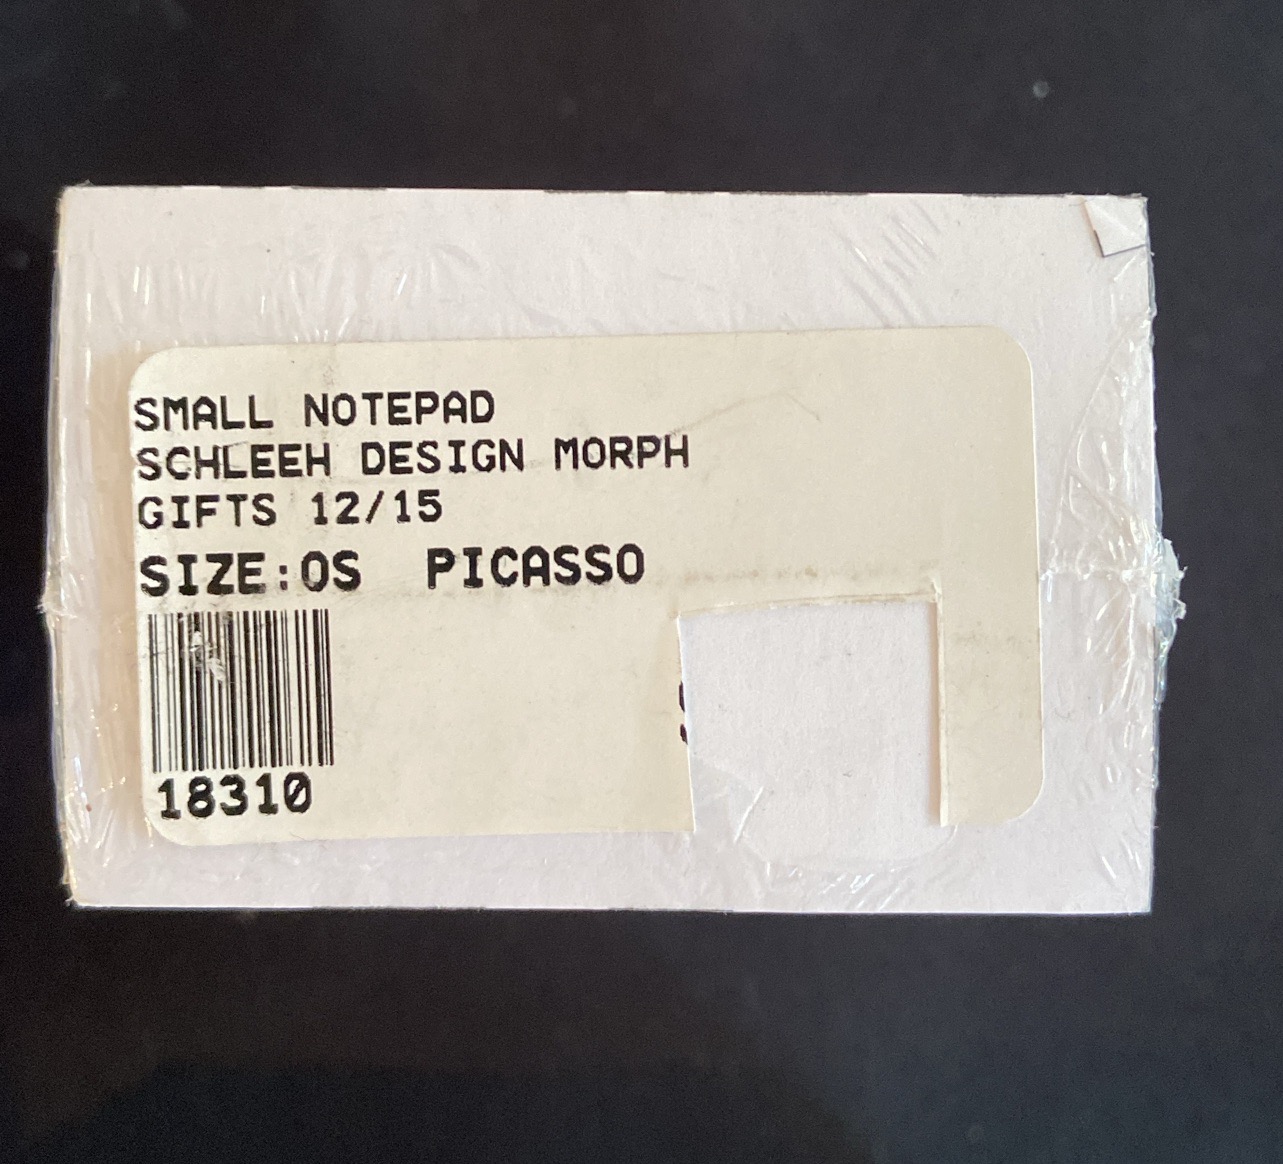 SMALL NOTEPAD
SCHLEEH DESIGN MORPH
GIFTS 12/15
SIZE:OS PICASSO
18310